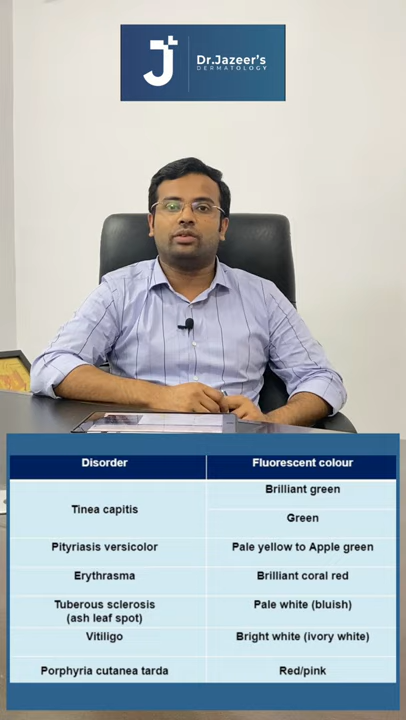 J
Dr.Jazeer's
DERMATOLOGY
Disorder Fluorescent colour
Tinea capitis Brilliant green
Green
Pityriasis versicolor Pale yellow to Apple green
Erythrasma Brilliant coral red
Tuberous sclerosis Pale white (bluish)
(ash leaf spot)
Vitiligo Bright white (ivory white)
Porphyria cutanea tarda Red/pink